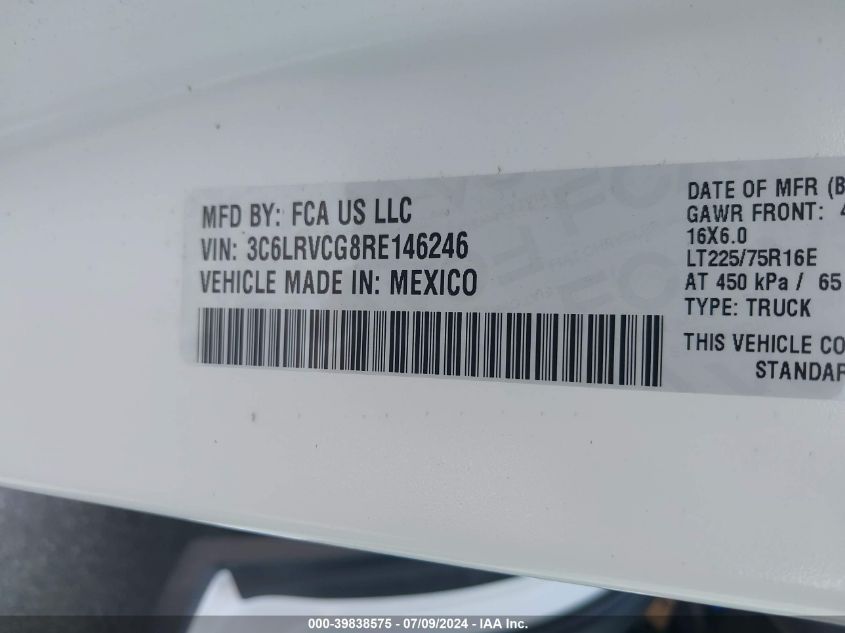 MFD BY: FCA US LLC
VIN: 3C6LRVCG8RE146246
VEHICLE MADE IN: MEXICO
DATE OF MFR (B
GAWR FRONT: 4
16X6.0
LT225/75R16E
AT 450 kPa / 65
TYPE: TRUCK
THIS VEHICLE CO
STANDAR
000-39838575 - 07/09/2024 - IAA Inc.